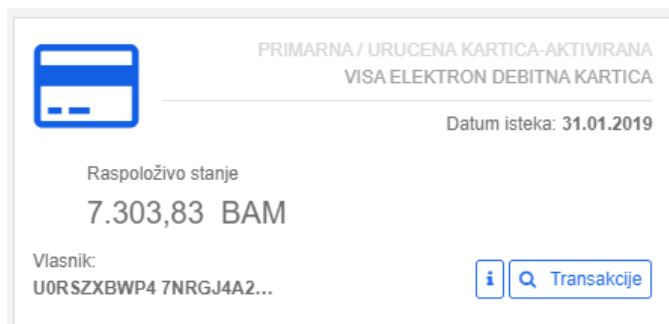 PRIMARNA / URUCENA KARTICA-AKTIVIRANA
VISA ELEKTRON DEBITNA KARTICA
Datum isteka: 31.01.2019
Raspoloživo stanje
7.303,83 BAM
Vlasnik:
U0RSZXBWP4 7NRGJ4A2...
i Transakcije